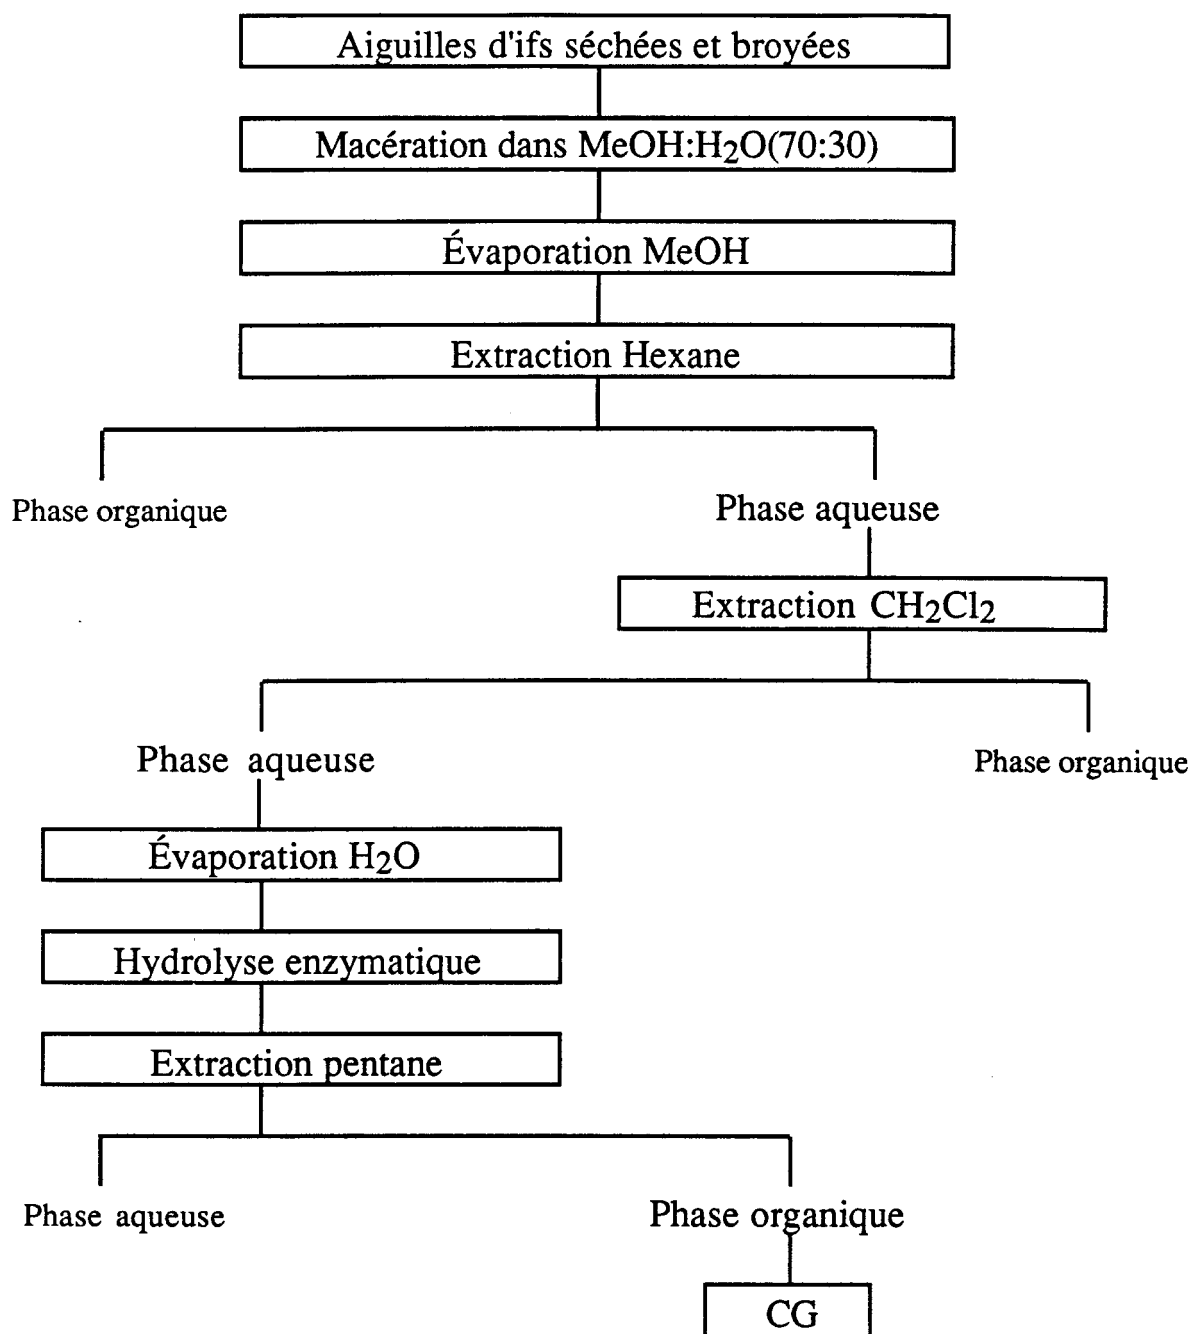 Aiguilles d'ifs séchées et broyées
Macération dans MeOH:H2O(70:30)
Évaporation MeOH
Extraction Hexane
Phase organique
Phase aqueuse
Extraction CH2Cl2
Phase aqueuse
Phase organique
Évaporation H2O
Hydrolyse enzymatique
Extraction pentane
Phase aqueuse
Phase organique
CG